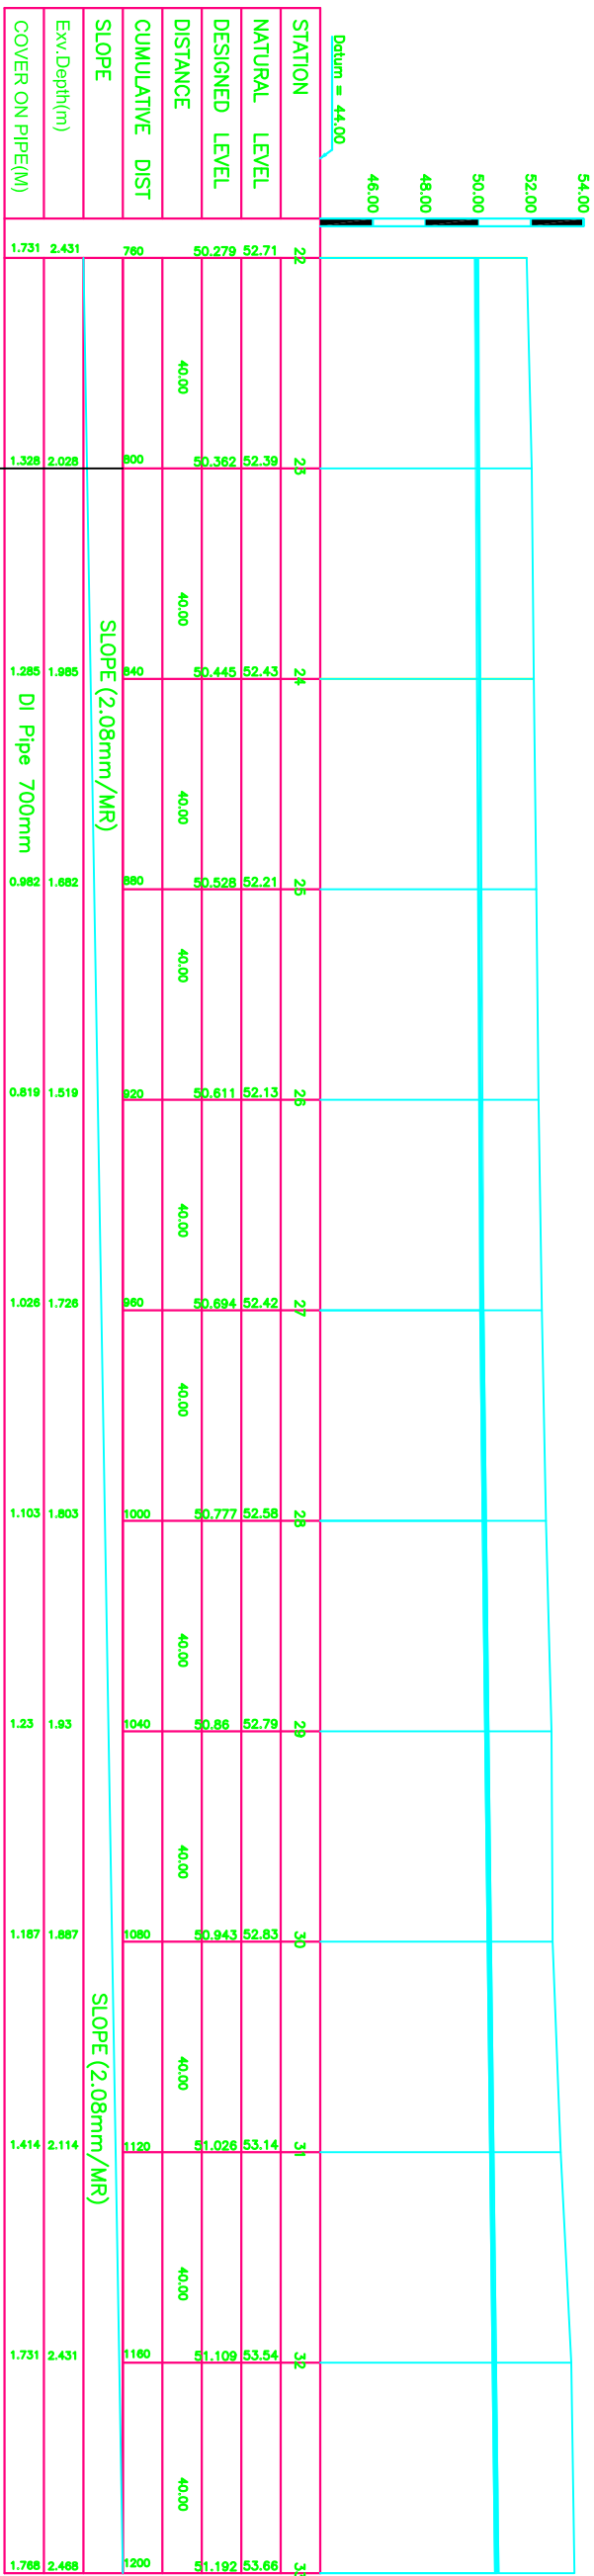 54.00
52.00
50.00
48.00
46.00
Datum = 44.00
STATION 22 23 24 25 26 27 28 29 30 31 32
NATURAL LEVEL 52.71 52.39 52.43 52.21 52.13 52.42 52.58 52.79 52.83 53.14 53.54 53.66
DESIGNED LEVEL 50.279 50.362 50.445 50.528 50.611 50.694 50.777 50.86 50.943 51.026 51.109 51.192
DISTANCE 40.00 40.00 40.00 40.00 40.00 40.00 40.00 40.00 40.00 40.00 40.00
CUMULATIVE DIST 760 800 840 880 920 960 1000 1040 1080 1120 1160 1200
SLOPE SLOPE (2.08mm/MR) SLOPE (2.08mm/MR)
Exv.Depth(m) 2.431 2.028 1.985 1.682 1.519 1.726 1.803 1.93 1.887 2.114 2.431 2.468
COVER ON PIPE(M) 1.731 1.328 1.285 DI Pipe 700mm 0.982 0.819 1.026 1.103 1.23 1.187 1.414 1.731 1.768